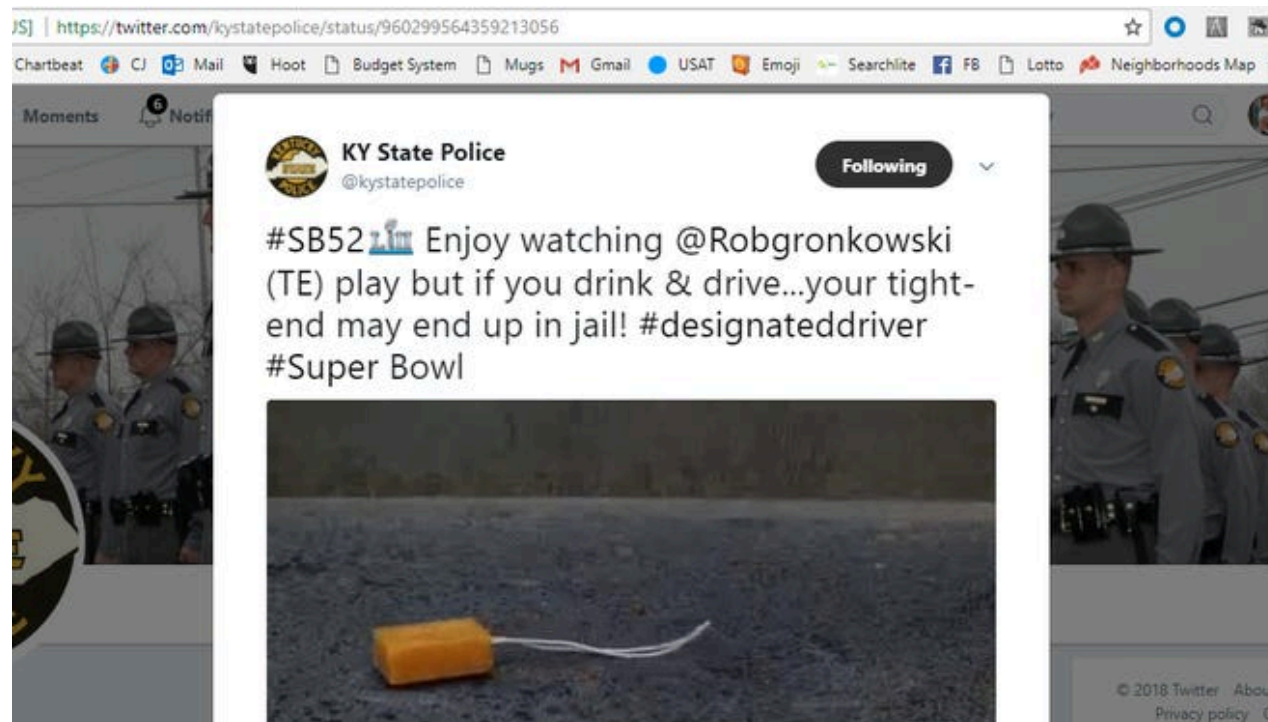 JS] https://twitter.com/kystatepolice/status/960299564359213056
Chartbeat CJ Mail Hoot Budget System Mugs Gmail USAT Emoji Searchlite FB Lotto Neighborhoods Map
Moments 6 Notif
KY State Police
@kystatepolice
Following
#SB52 LII Enjoy watching @Robgronkowski
(TE) play but if you drink & drive...your tight-
end may end up in jail! #designateddriver
#Super Bowl
© 2018 Twitter Abou
Privacy policy